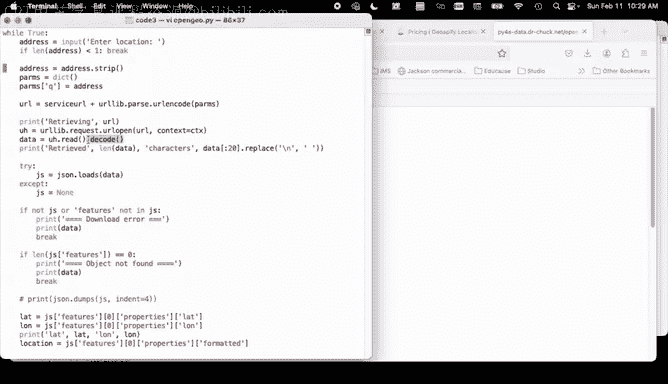 Terminal Shell Edit View Window Help
Sun Feb 11 10:29 AM
bilibili.com
code3 — vi opengeo.py — 86×37
Pricing | Geoapify Locati
py4e-data.dr-chuck.net/opengeo
IMS
Jackson commercia...
Educause
Studio
Other Bookmarks
while True:
address = input('Enter location: ')
if len(address) < 1: break
address = address.strip()
parms = dict()
parms['q'] = address
url = serviceurl + urllib.parse.urlencode(parms)
print('Retrieving', url)
uh = urllib.request.urlopen(url, context=ctx)
data = uh.read().decode()
print('Retrieved', len(data), 'characters', data[:20].replace('\n', ' '))
try:
js = json.loads(data)
except:
js = None
if not js or 'features' not in js:
print('==== Download error ===')
print(data)
break
if len(js['features']) == 0:
print('==== Object not found ====')
print(data)
break
# print(json.dumps(js, indent=4))
lat = js['features'][0]['properties']['lat']
lon = js['features'][0]['properties']['lon']
print('lat', lat, 'lon', lon)
location = js['features'][0]['properties']['formatted']